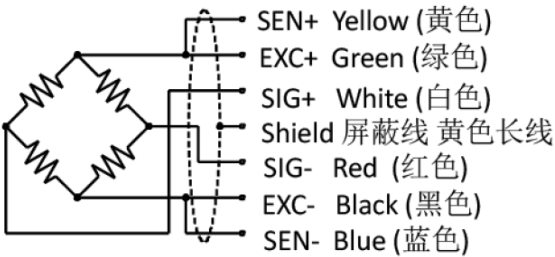 SEN+ Yellow (黄色)
EXC+ Green (绿色)
SIG+ White (白色)
Shield 屏蔽线 黄色长线
SIG- Red (红色)
EXC- Black (黑色)
SEN- Blue (蓝色)